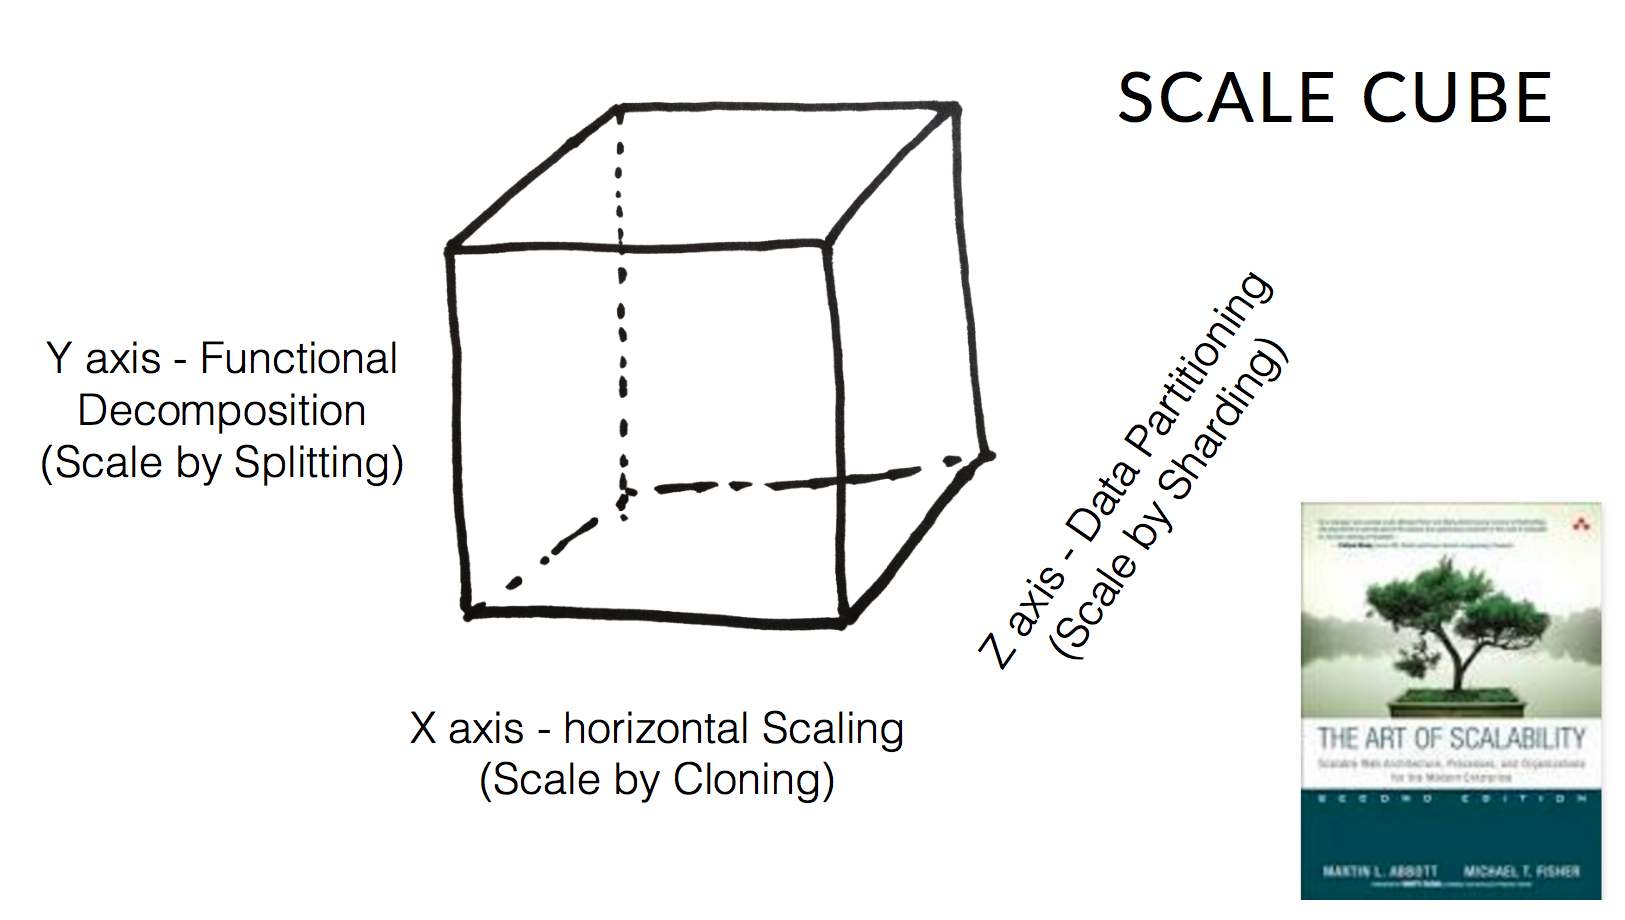 SCALE CUBE
Y axis - Functional
Decomposition
(Scale by Splitting)
Z axis - Data Partitioning
(Scale by Sharding)
X axis - horizontal Scaling
(Scale by Cloning)
THE ART OF SCALABILITY
Scalable Web Architecture, Processes, and Organizations
for the Modern Enterprise
SECOND EDITION
MARTIN L. ABBOTT MICHAEL T. FISHER